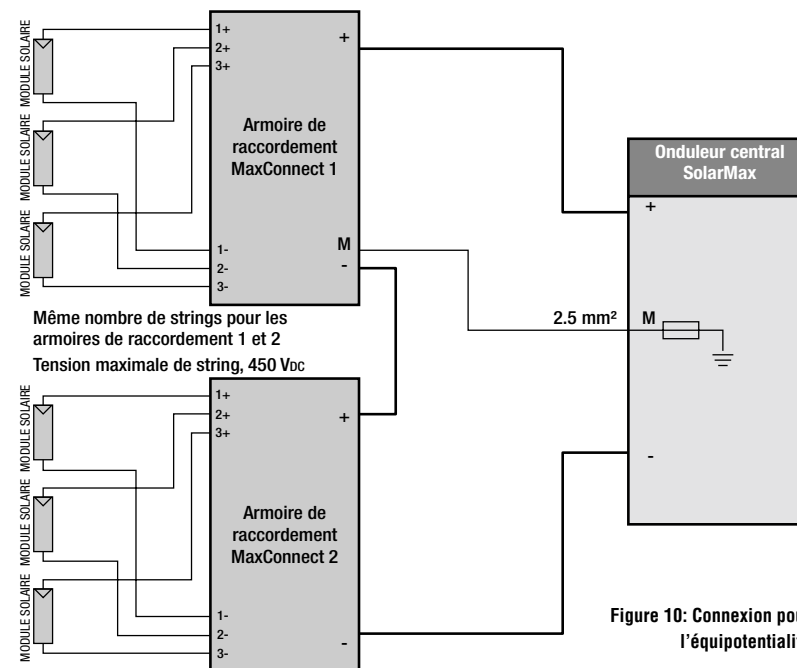 MODULE SOLAIRE
MODULE SOLAIRE
MODULE SOLAIRE
1+
2+
3+
+
Armoire de
raccordement
MaxConnect 1
M
1-
2-
-
3-
Onduleur central
SolarMax
+
2.5 mm²
M
-
Même nombre de strings pour les
armoires de raccordement 1 et 2
Tension maximale de string, 450 VDC
MODULE SOLAIRE
MODULE SOLAIRE
MODULE SOLAIRE
1+
2+
3+
+
Armoire de
raccordement
MaxConnect 2
1-
2-
3-
-
Figure 10: Connexion